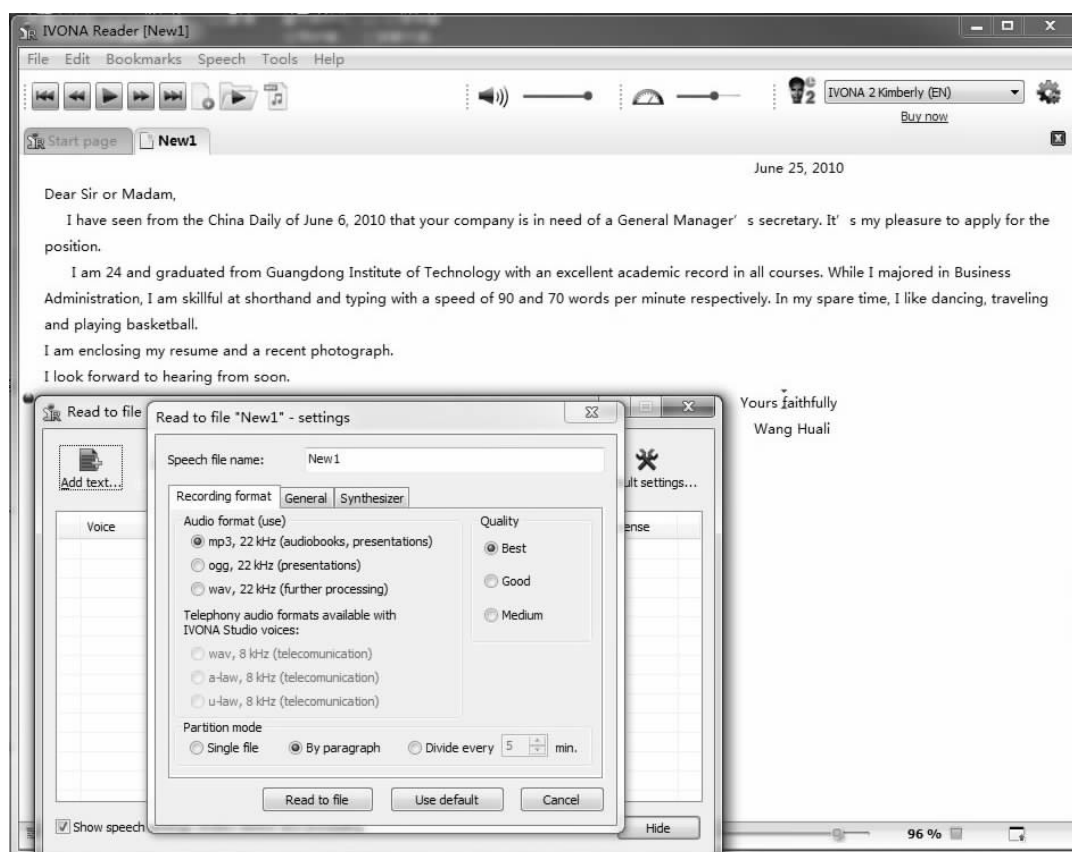 IVONA Reader [New1]
File Edit Bookmarks Speech Tools Help
IVONA 2 Kimberly (EN)
Buy now
Start page New1
June 25, 2010
Dear Sir or Madam,
I have seen from the China Daily of June 6, 2010 that your company is in need of a General Manager's secretary. It's my pleasure to apply for the
position.
I am 24 and graduated from Guangdong Institute of Technology with an excellent academic record in all courses. While I majored in Business
Administration, I am skillful at shorthand and typing with a speed of 90 and 70 words per minute respectively. In my spare time, I like dancing, traveling
and playing basketball.
I am enclosing my resume and a recent photograph.
I look forward to hearing from soon.
Yours faithfully
Wang Huali
Read to file
Add text...
Voice
Read to file "New1" - settings
Speech file name: New1
Recording format General Synthesizer
Audio format (use)
mp3, 22 kHz (audiobooks, presentations)
ogg, 22 kHz (presentations)
wav, 22 kHz (further processing)
Telephony audio formats available with
IVONA Studio voices:
wav, 8 kHz (telecomunication)
a-law, 8 kHz (telecomunication)
u-law, 8 kHz (telecomunication)
Quality
Best
Good
Medium
Partition mode
Single file By paragraph Divide every 5 min.
Read to file Use default Cancel
ult settings...
ense
Show speech
Hide
96 %